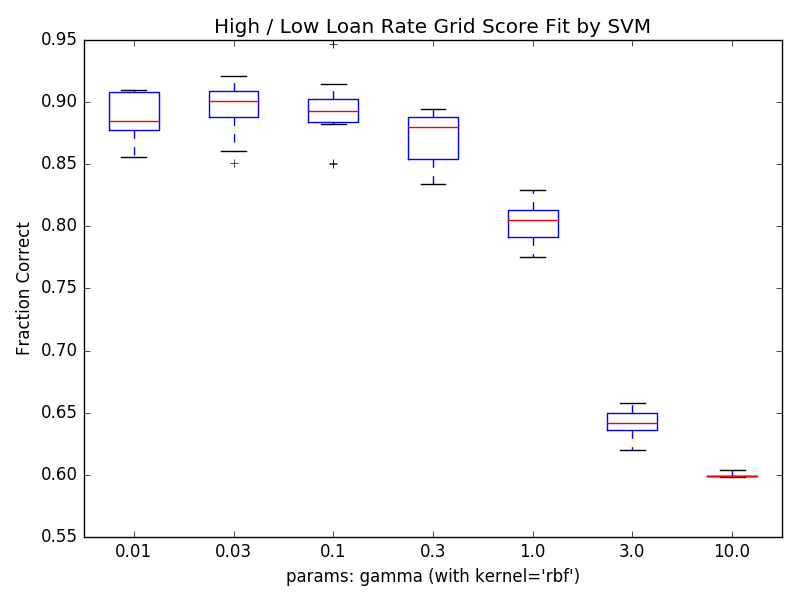 High / Low Loan Rate Grid Score Fit by SVM
0.95
0.90
0.85
0.80
0.75
0.70
0.65
0.60
0.55
Fraction Correct
0.01 0.03 0.1 0.3 1.0 3.0 10.0
params: gamma (with kernel='rbf')